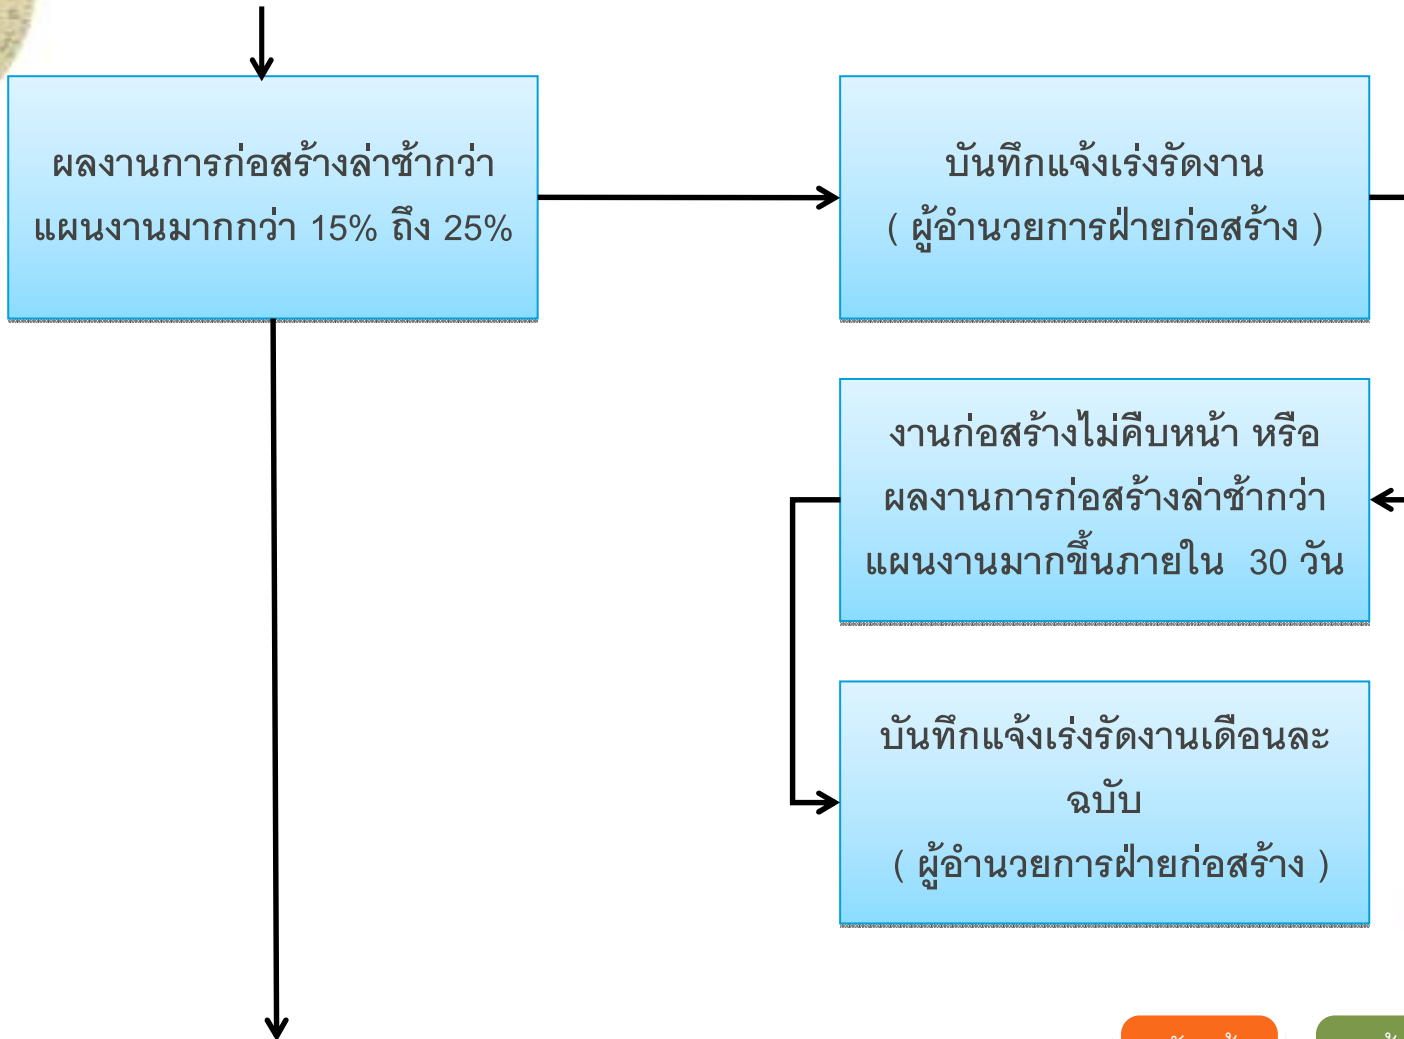 ผลงานการก่อสร้างล่าช้ากว่า
แผนงานมากกว่า 15% ถึง 25%
บันทึกแจ้งเร่งรัดงาน
( ผู้อำนวยการฝ่ายก่อสร้าง )
งานก่อสร้างไม่คืบหน้า หรือ
ผลงานการก่อสร้างล่าช้ากว่า
แผนงานมากขึ้นภายใน  30 วัน
บันทึกแจ้งเร่งรัดงานเดือนละ
ฉบับ
( ผู้อำนวยการฝ่ายก่อสร้าง )